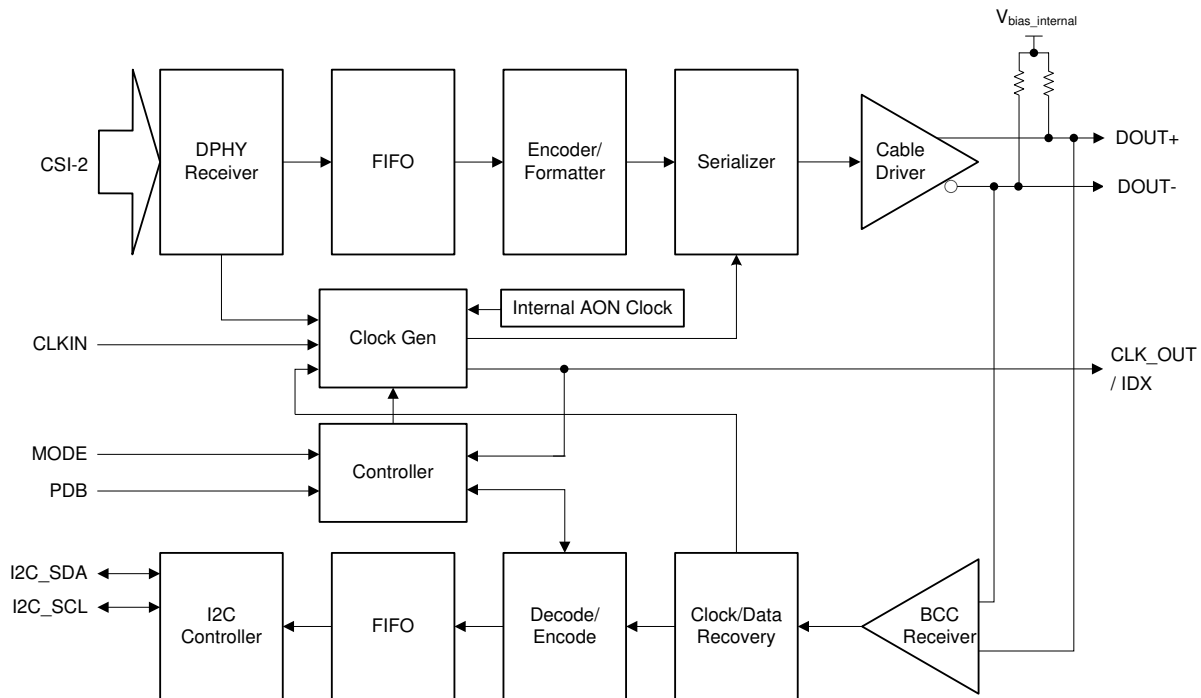 V bias_internal
CSI-2
DPHY
Receiver
FIFO
Encoder/
Formatter
Serializer
Cable
Driver
DOUT+
DOUT-
Internal AON Clock
Clock Gen
CLKIN
CLK_OUT
/ IDX
MODE
PDB
Controller
I2C_SDA
I2C_SCL
I2C
Controller
FIFO
Decode/
Encode
Clock/Data
Recovery
BCC
Receiver